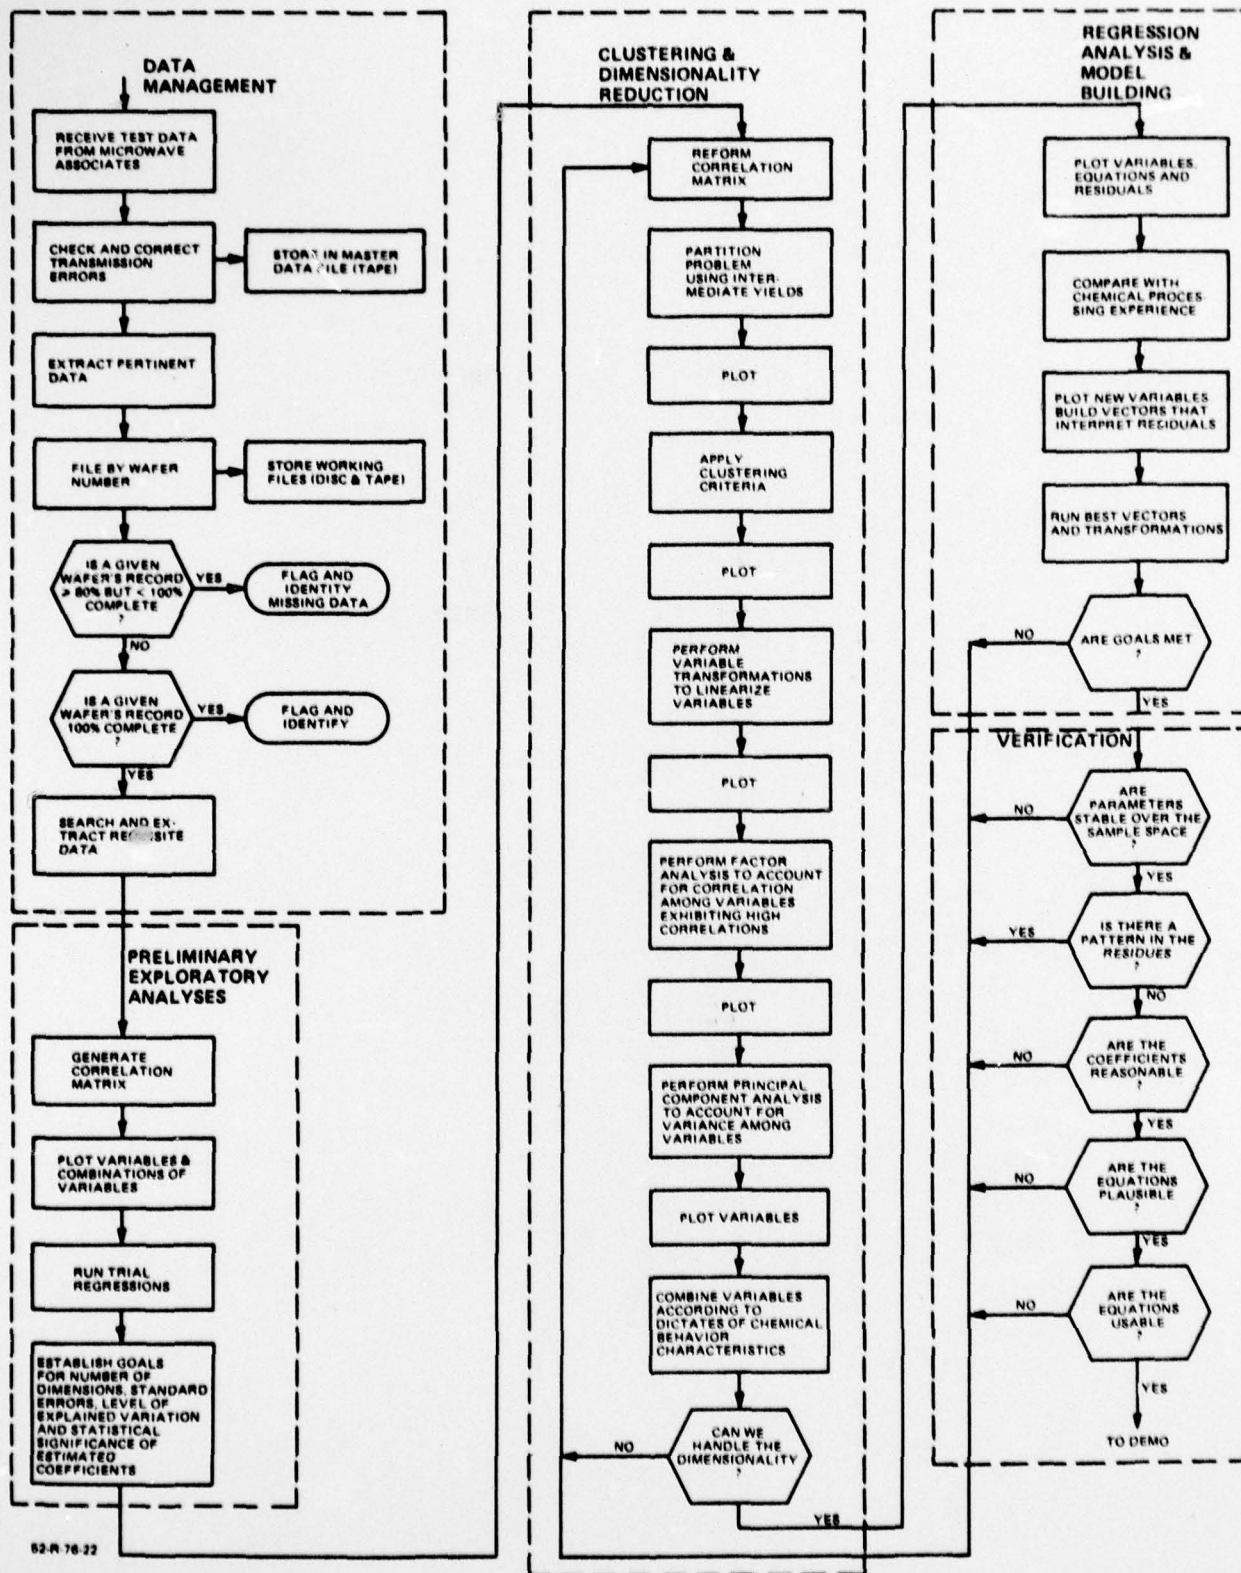 DATA
MANAGEMENT
RECEIVE TEST DATA
FROM MICROWAVE
ASSOCIATES
CHECK AND CORRECT
TRANSMISSION
ERRORS
STORE IN MASTER
DATA FILE (TAPE)
EXTRACT PERTINENT
DATA
FILE BY WAFER
NUMBER
STORE WORKING
FILES (DISC & TAPE)
IS A GIVEN
WAFER'S RECORD
≥ 80% BUT < 100%
COMPLETE
?
YES
FLAG AND
IDENTITY
MISSING DATA
NO
IS A GIVEN
WAFER'S RECORD
100% COMPLETE
?
YES
FLAG AND
IDENTIFY
YES
SEARCH AND EX-
TRACT REQUISITE
DATA
PRELIMINARY
EXPLORATORY
ANALYSES
GENERATE
CORRELATION
MATRIX
PLOT VARIABLES &
COMBINATIONS OF
VARIABLES
RUN TRIAL
REGRESSIONS
ESTABLISH GOALS
FOR NUMBER OF
DIMENSIONS, STANDARD
ERRORS, LEVEL OF
EXPLAINED VARIATION
AND STATISTICAL
SIGNIFICANCE OF
ESTIMATED
COEFFICIENTS
62-R-76-22
CLUSTERING &
DIMENSIONALITY
REDUCTION
REFORM
CORRELATION
MATRIX
PARTITION
PROBLEM
USING INTER-
MEDIATE YIELDS
PLOT
APPLY
CLUSTERING
CRITERIA
PLOT
PERFORM
VARIABLE
TRANSFORMATIONS
TO LINEARIZE
VARIABLES
PLOT
PERFORM FACTOR
ANALYSIS TO ACCOUNT
FOR CORRELATION
AMONG VARIABLES
EXHIBITING HIGH
CORRELATIONS
PLOT
PERFORM PRINCIPAL
COMPONENT ANALYSIS
TO ACCOUNT FOR
VARIANCE AMONG
VARIABLES
PLOT VARIABLES
COMBINE VARIABLES
ACCORDING TO
DICTATES OF CHEMICAL
BEHAVIOR
CHARACTERISTICS
NO
CAN WE
HANDLE THE
DIMENSIONALITY
?
YES
REGRESSION
ANALYSIS &
MODEL
BUILDING
PLOT VARIABLES,
EQUATIONS AND
RESIDUALS
COMPARE WITH
CHEMICAL PROCES-
SING EXPERIENCE
PLOT NEW VARIABLES
BUILD VECTORS THAT
INTERPRET RESIDUALS
RUN BEST VECTORS
AND TRANSFORMATIONS
NO
ARE GOALS MET
?
YES
VERIFICATION
NO
ARE
PARAMETERS
STABLE OVER THE
SAMPLE SPACE
?
YES
YES
IS THERE A
PATTERN IN THE
RESIDUES
?
NO
NO
ARE THE
COEFFICIENTS
REASONABLE
?
YES
NO
ARE THE
EQUATIONS
PLAUSIBLE
?
YES
NO
ARE THE
EQUATIONS
USABLE
?
YES
TO DEMO